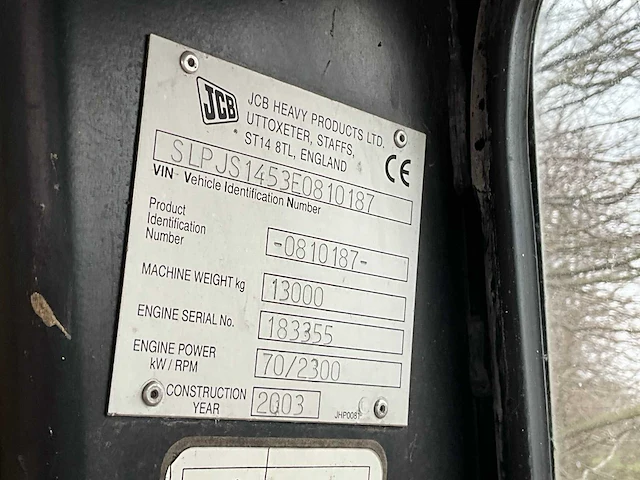 JCB
JCB HEAVY PRODUCTS LTD.
UTTOXETER, STAFFS,
ST14 8TL, ENGLAND
CE
SLPJS1453E0810187
VIN - Vehicle Identification Number
Product
Identification
Number
-0810187-
MACHINE WEIGHT kg
13000
ENGINE SERIAL No.
183355
ENGINE POWER
kW / RPM
70/2300
CONSTRUCTION
YEAR
2003